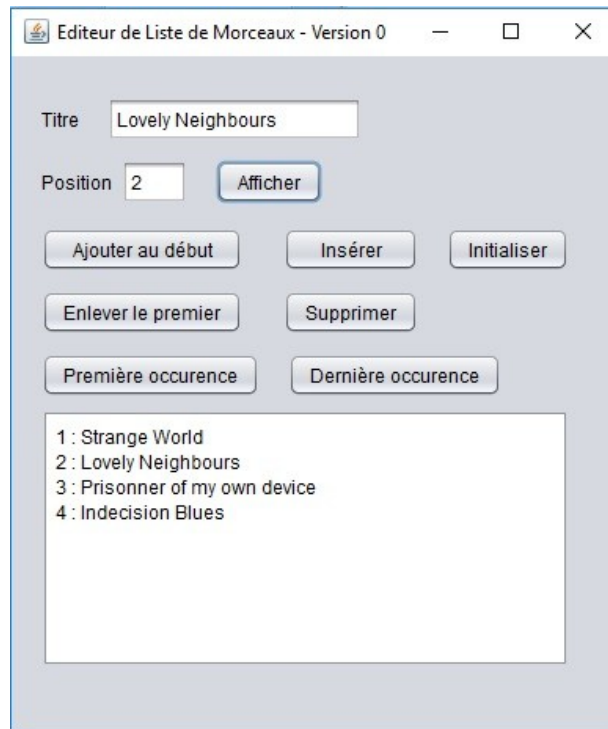 Editeur de Liste de Morceaux - Version 0
Titre Lovely Neighbours
Position 2 Afficher
Ajouter au début Insérer Initialiser
Enlever le premier Supprimer
Première occurence Dernière occurence
1 : Strange World
2 : Lovely Neighbours
3 : Prisonner of my own device
4 : Indecision Blues